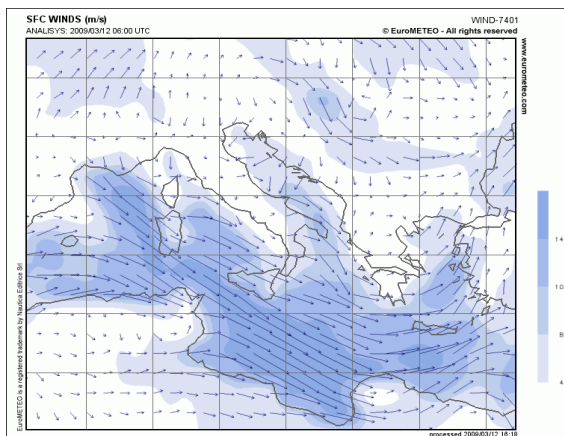 SFC WINDS (m/s)
WIND-7401
ANALISYS: 2009/03/12 06:00 UTC
© EuroMETEO - All rights reserved
www.eurometeo.com
14
10
8
4
EuroMETEO is a registered trademark by Nautica Editrice Srl
processed 2009/03/12 16:18